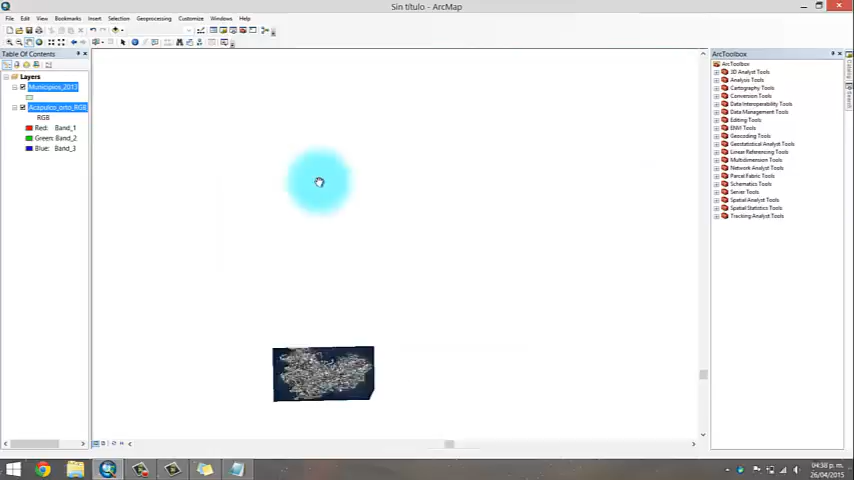 Sin título - ArcMap
File Edit View Bookmarks Insert Selection Geoprocessing Customize Windows Help
Table Of Contents
Layers
Municipios_2013
Acapulco_orto_RGB
RGB
Red: Band_1
Green: Band_2
Blue: Band_3
ArcToolbox
ArcToolbox
3D Analyst Tools
Analysis Tools
Cartography Tools
Conversion Tools
Data Interoperability Tools
Data Management Tools
Editing Tools
ENVI Tools
Geocoding Tools
Geostatistical Analyst Tools
Linear Referencing Tools
Multidimension Tools
Network Analyst Tools
Parcel Fabric Tools
Schematics Tools
Server Tools
Spatial Analyst Tools
Spatial Statistics Tools
Tracking Analyst Tools
Catalog
Search
04:38 p. m.
26/04/2015